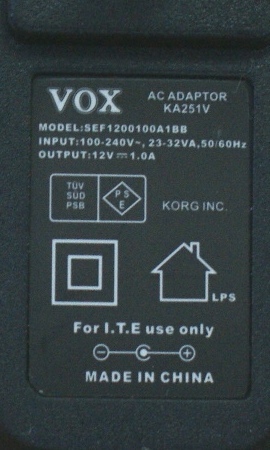 VOX AC ADAPTOR
KA251V
MODEL:SEF1200100A1BB
INPUT:100-240V~, 23-32VA,50/60Hz
OUTPUT:12V⎓1.0A
TÜV
SÜD
PSB
PS
E
KORG INC.
LPS
For I.T.E use only
MADE IN CHINA